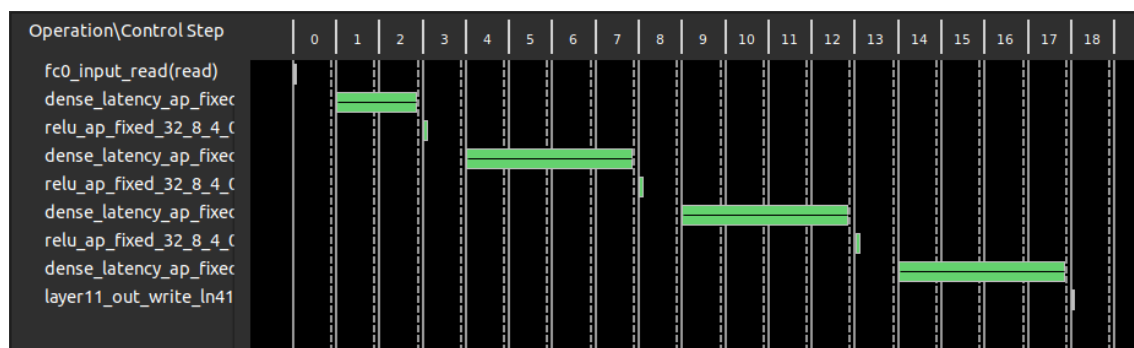 Operation\Control Step 0 1 2 3 4 5 6 7 8 9 10 11 12 13 14 15 16 17 18
fc0_input_read(read)
dense_latency_ap_fixed
relu_ap_fixed_32_8_4_0
dense_latency_ap_fixed
relu_ap_fixed_32_8_4_0
dense_latency_ap_fixed
relu_ap_fixed_32_8_4_0
dense_latency_ap_fixed
layer11_out_write_ln41